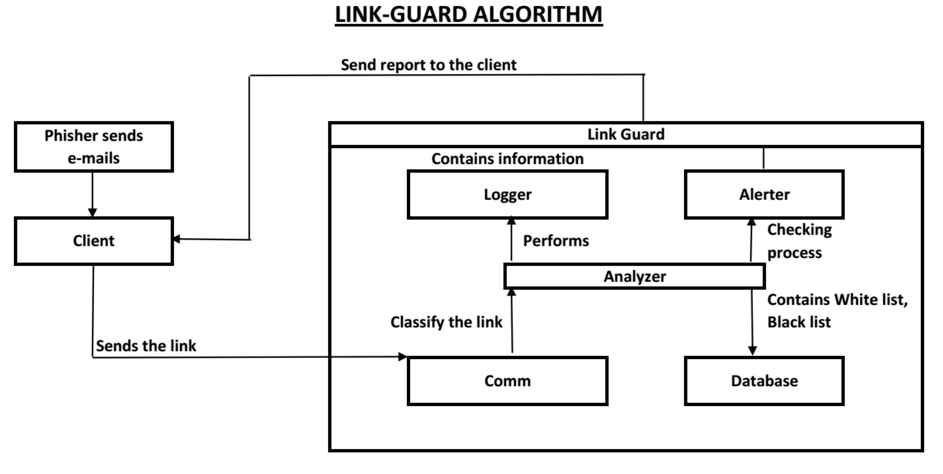 LINK-GUARD ALGORITHM
Send report to the client
Phisher sends
e-mails
Link Guard
Contains information
Logger
Alerter
Client
Performs
Checking
process
Analyzer
Contains White list,
Black list
Classify the link
Sends the link
Comm
Database